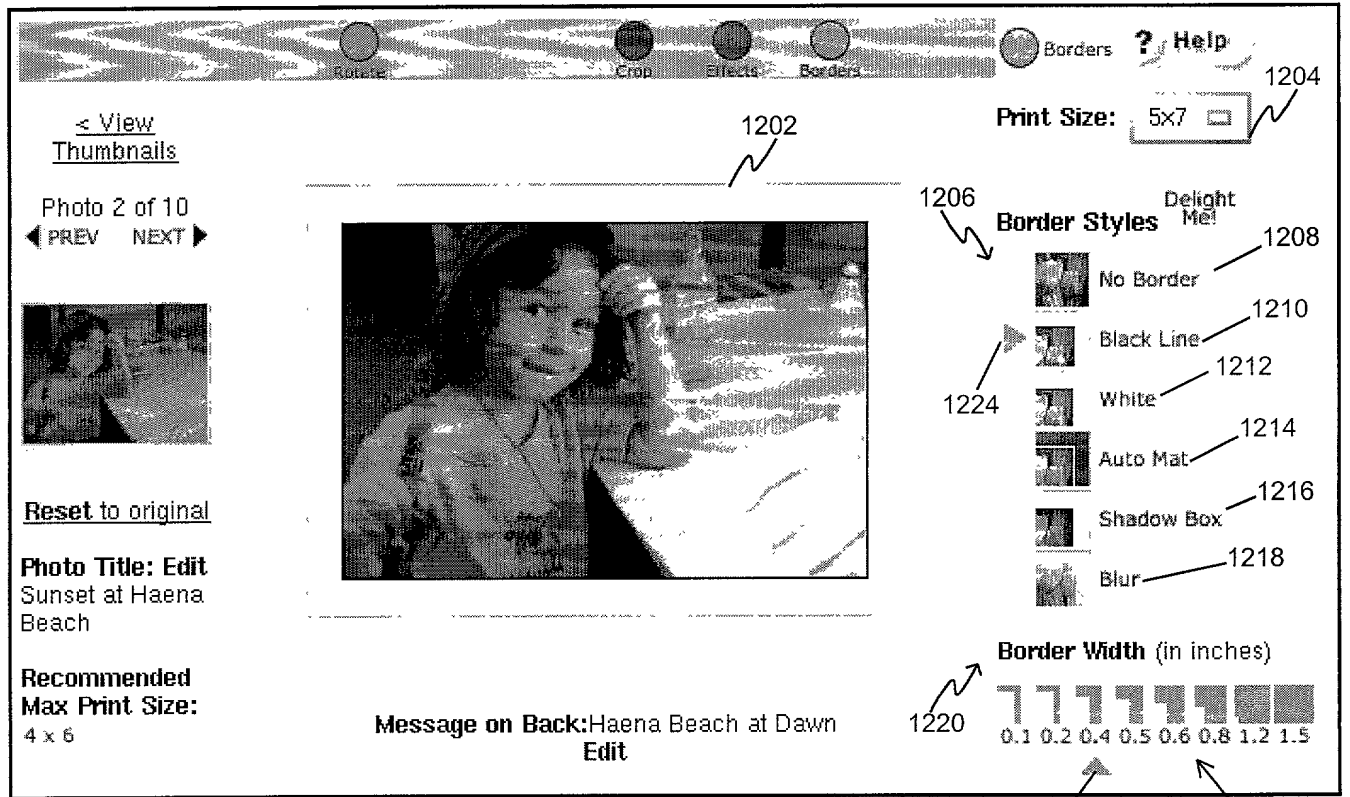 Rotate
Crop
Effects
Borders
Borders
? Help
1204
Print Size: 5x7
< View
Thumbnails
1202
Photo 2 of 10
PREV NEXT
1206
Delight
Me!
Border Styles
1208
No Border
1210
Black Line
1212
White
1224
1214
Auto Mat
1216
Shadow Box
1218
Blur
Reset to original
Photo Title: Edit
Sunset at Haena
Beach
Recommended
Max Print Size:
4 x 6
Message on Back:Haena Beach at Dawn
Edit
Border Width (in inches)
1220
0.1 0.2 0.4 0.5 0.6 0.8 1.2 1.5